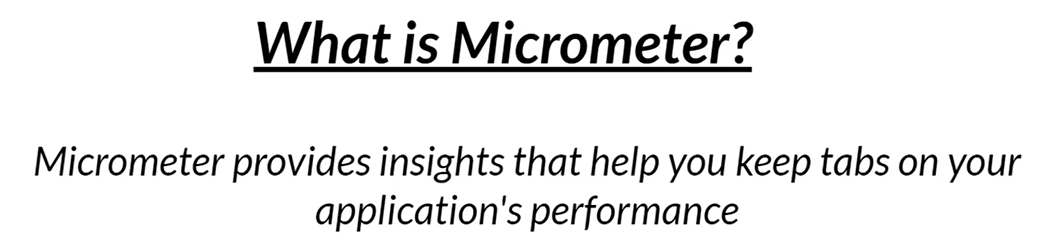 What is Micrometer?
Micrometer provides insights that help you keep tabs on your
application's performance